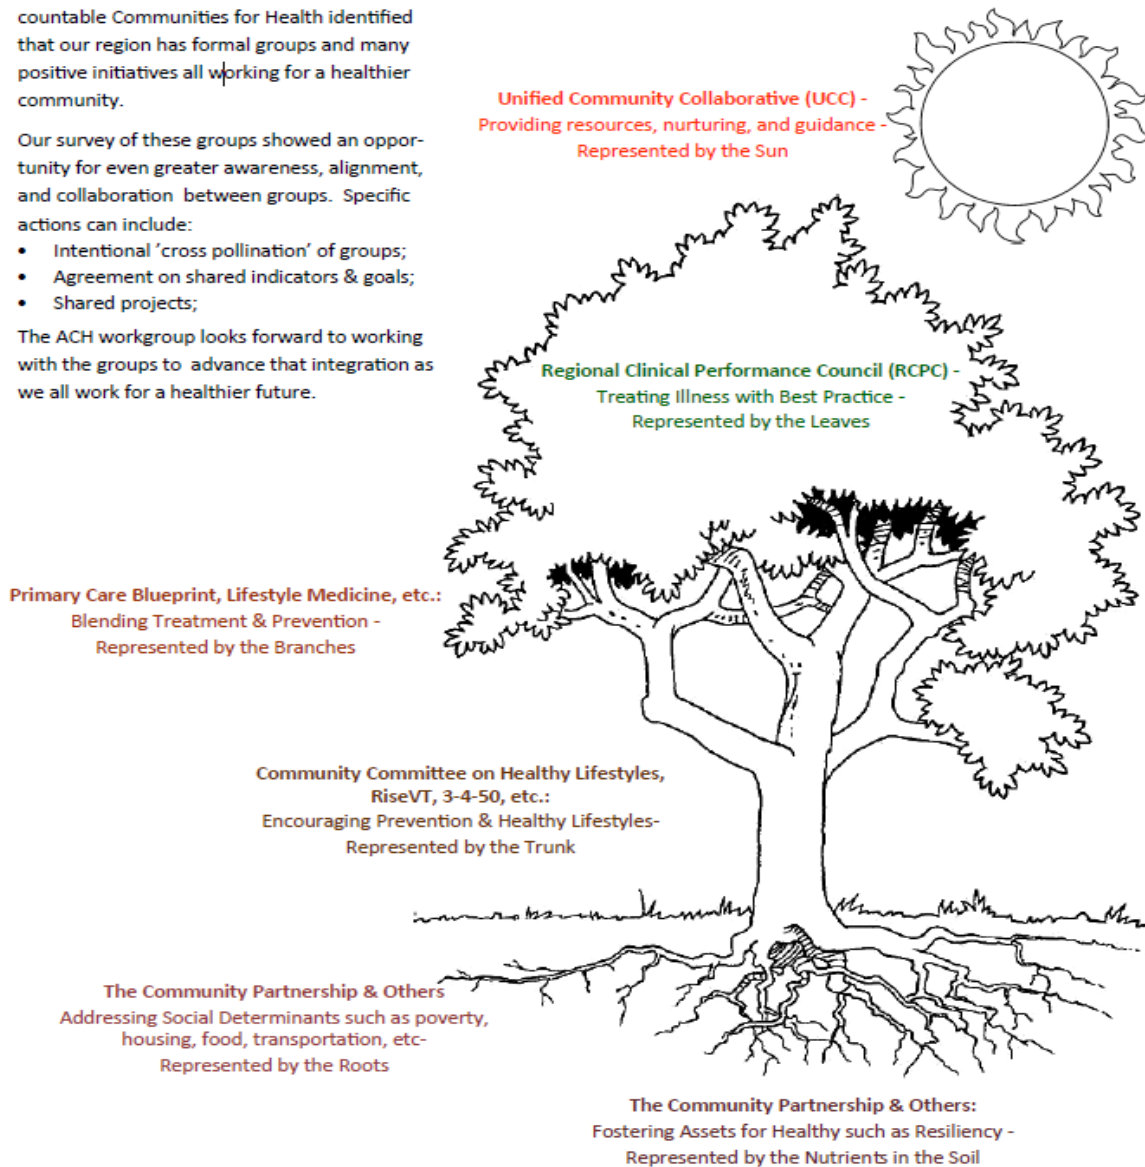 countable Communities for Health identified
that our region has formal groups and many
positive initiatives all working for a healthier
community.
Our survey of these groups showed an oppor-
tunity for even greater awareness, alignment,
and collaboration between groups. Specific
actions can include:
• Intentional ‘cross pollination’ of groups;
• Agreement on shared indicators & goals;
• Shared projects;
The ACH workgroup looks forward to working
with the groups to advance that integration as
we all work for a healthier future.
Unified Community Collaborative (UCC) -
Providing resources, nurturing, and guidance -
Represented by the Sun
Regional Clinical Performance Council (RCPC) -
Treating Illness with Best Practice -
Represented by the Leaves
Primary Care Blueprint, Lifestyle Medicine, etc.:
Blending Treatment & Prevention -
Represented by the Branches
Community Committee on Healthy Lifestyles,
RiseVT, 3-4-50, etc.:
Encouraging Prevention & Healthy Lifestyles-
Represented by the Trunk
The Community Partnership & Others
Addressing Social Determinants such as poverty,
housing, food, transportation, etc-
Represented by the Roots
The Community Partnership & Others:
Fostering Assets for Healthy such as Resiliency -
Represented by the Nutrients in the Soil